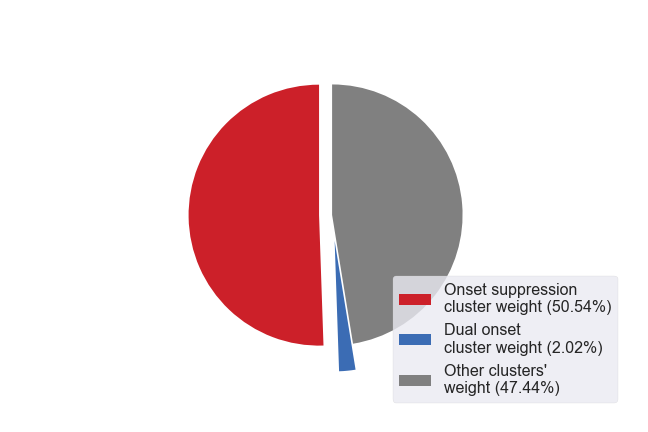 Onset suppression
cluster weight (50.54%)
Dual onset
cluster weight (2.02%)
Other clusters'
weight (47.44%)